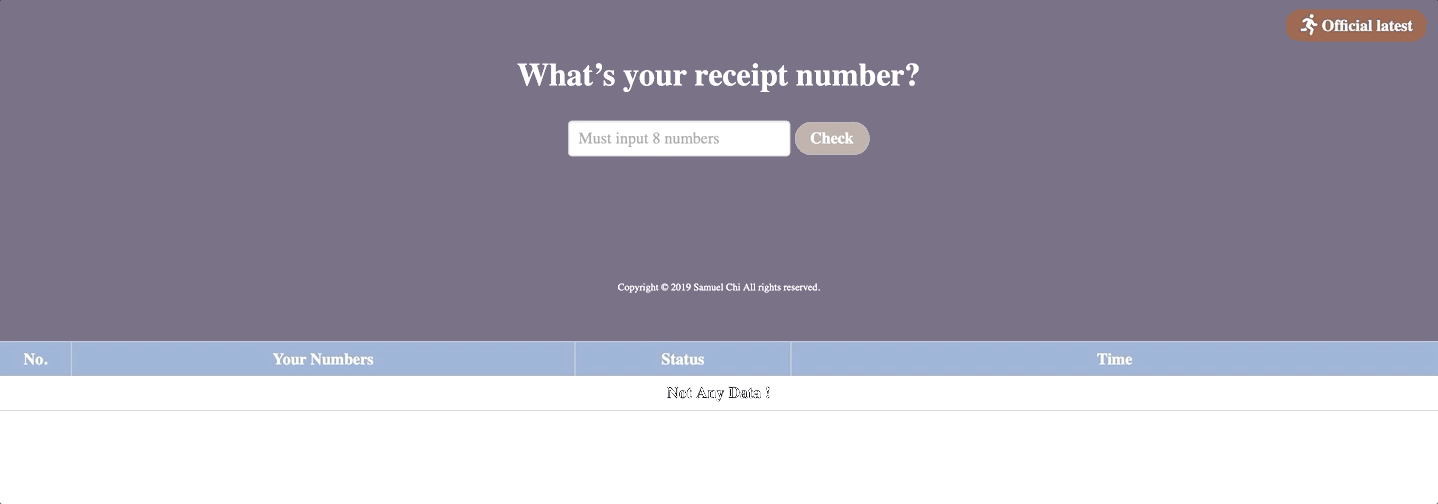 Official latest
What’s your receipt number?
Must input 8 numbers
Check
Copyright © 2019 Samuel Chi All rights reserved.
No.
Your Numbers
Status
Time
Not Any Data !